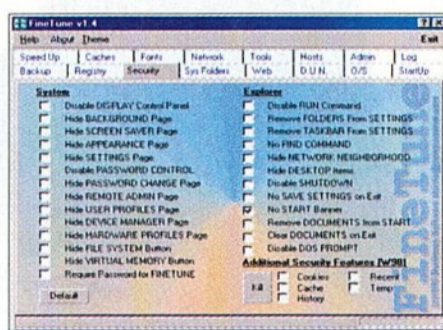 FineTune v1.4
Help About Theme Exit
Speed Up Caches Fonts Network Tools Hosts Admin Log
Backup Registry Security Sys Folders Web D.U.N. O/S StartUp
System
Disable DISPLAY Control Panel
Hide BACKGROUND Page
Hide SCREEN SAVER Page
Hide APPEARANCE Page
Hide SETTINGS Page
Disable PASSWORD CONTROL
Hide PASSWORD CHANGE Page
Hide REMOTE ADMIN Page
Hide USER PROFILES Page
Hide DEVICE MANAGER Page
Hide HARDWARE PROFILES Page
Hide FILE SYSTEM Button
Hide VIRTUAL MEMORY Button
Require Password for FINETUNE
Default
Explorer
Disable RUN Command
Remove FOLDERS From SETTINGS
Remove TASKBAR From SETTINGS
No FIND COMMAND
Hide NETWORK NEIGHBORHOOD
Hide DESKTOP Items
Disable SHUTDOWN
No SAVE SETTINGS on Exit
No START Banner
Remove DOCUMENTS from START
Clear DOCUMENTS on Exit
Disable DOS PROMPT
Additional Security Features [W98]
Kill
Cookies Recent
Cache Temp
History
FineTune